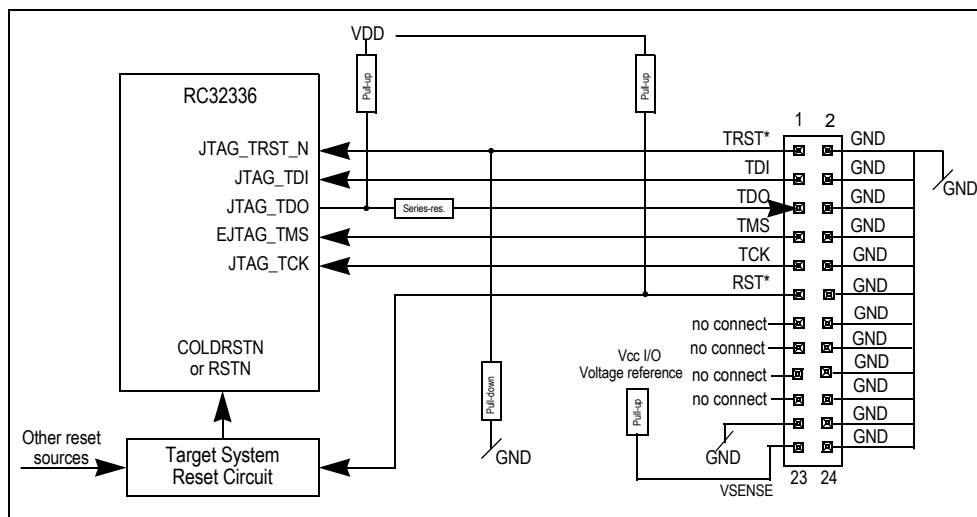 VDD
Pull-up
Pull-up
RC32336
1 2
JTAG_TRST_N
TRST*
GND
JTAG_TDI
TDI
GND
GND
JTAG_TDO
Series-res.
TDO
GND
EJTAG_TMS
TMS
GND
JTAG_TCK
TCK
GND
RST*
GND
no connect
GND
no connect
GND
COLDRSTN
or RSTN
Vcc I/O
Voltage reference
no connect
GND
no connect
GND
Pull-down
Pull-up
GND
Other reset
sources
Target System
Reset Circuit
GND
GND
GND
VSENSE
23 24